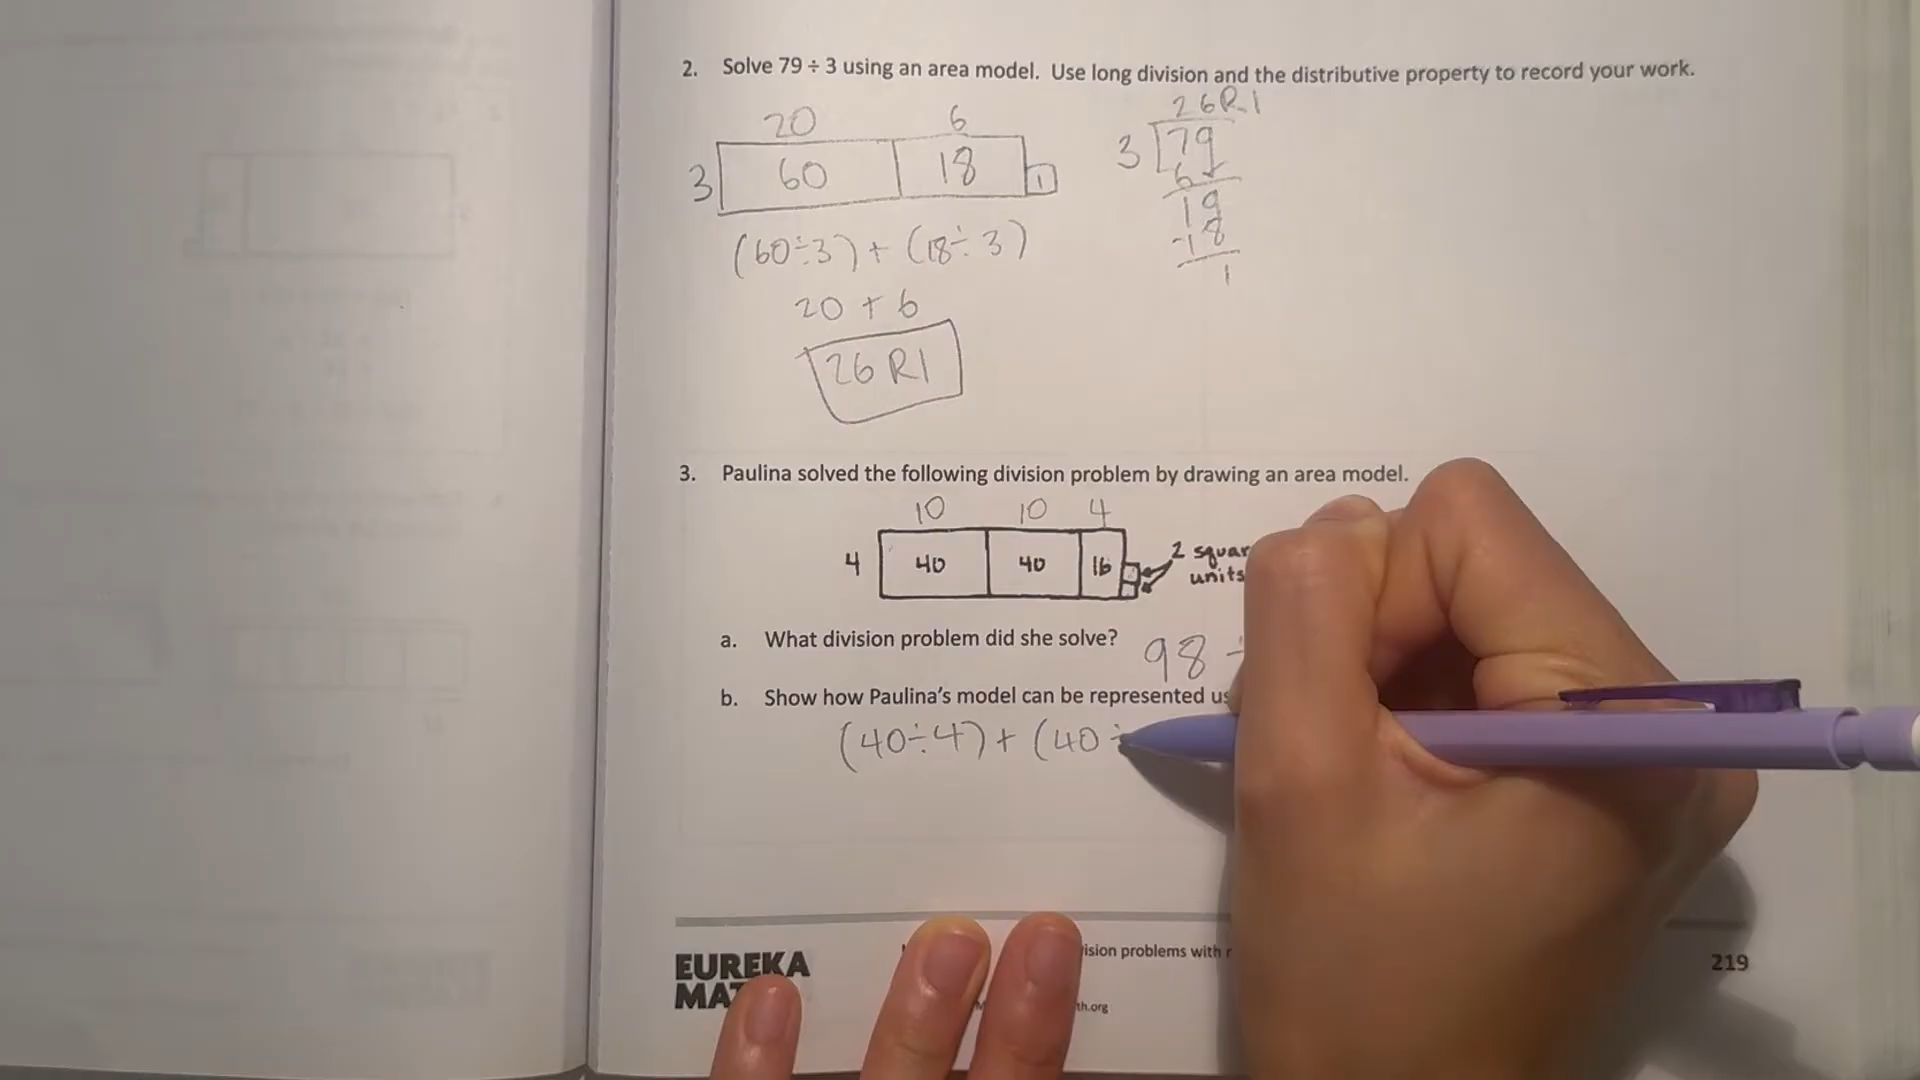 2. Solve 79 ÷ 3 using an area model. Use long division and the distributive property to record your work.
20 6
3 60 18 1
(60÷3) + (18÷3)
20 + 6
26 R1
26R1
3 79
6
19
-18
1
3. Paulina solved the following division problem by drawing an area model.
10 10 4
4 40 40 16
2 squar
units
a. What division problem did she solve? 98 ÷
b. Show how Paulina's model can be represented us
(40÷4) + (40 ÷
EUREKA
MA
ision problems with r
th.org
219